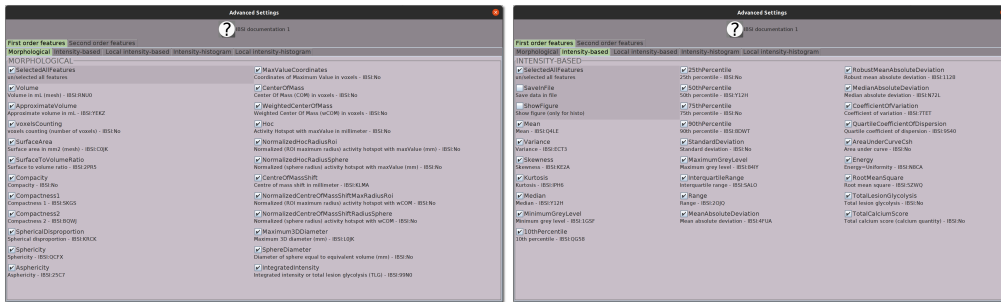 Advanced Settings
IBSI documentation 1
First order features Second order features
Morphological Intensity-based Local intensity-based Intensity-histogram Local intensity-histogram
MORPHOLOGICAL
SelectedAllFeatures
un/selected all features
Volume
Volume in mL (mesh) - IBSI:RNU0
ApproximateVolume
Approximate volume in mL - IBSI:YEKZ
voxelsCounting
voxels counting (number of voxels) - IBSI:No
SurfaceArea
Surface area in mm2 (mesh) - IBSI:C0JK
SurfaceToVolumeRatio
Surface to volume ratio - IBSI:2PR5
Compacity
Compacity - IBSI:No
Compactness1
Compactness 1 - IBSI:SKGS
Compactness2
Compactness 2 - IBSI:BQWJ
SphericalDisproportion
Spherical disproportion - IBSI:KRCK
Sphericity
Sphericity - IBSI:QCFX
Asphericity
Asphericity - IBSI:25C7
MaxValueCoordinates
Coordinates of Maximum Value in voxels - IBSI:No
CenterOfMass
Center Of Mass (COM) in voxels - IBSI:No
WeightedCenterOfMass
Center Of Mass (wCOM) in voxels - IBSI:No
Hoc
Activity Hotspot with maxValue in millimeter - IBSI:No
NormalizedHocRadiusRoi
Normalized (ROI maximum radius) activity hotspot with maxValue (mm) - IBSI:No
NormalizedHocRadiusSphere
Normalized (sphere radius) activity hotspot with maxValue (mm) - IBSI:No
CentreOfMassShift
Centre of mass shift in millimeter - IBSI:KLMA
NormalizedCentreOfMassShiftMaxRadiusRoi
Normalized (ROI maximum radius) activity hotspot with wCOM - IBSI:No
NormalizedCentreOfMassShiftRadiusSphere
Normalized (sphere radius) activity hotspot with wCOM - IBSI:No
Maximum3DDiameter
Maximum 3D diameter (mm) - IBSI:L0JK
SphereDiameter
Diameter of sphere equal to equivalent volume (mm) - IBSI:No
IntegratedIntensity
Integrated intensity or total lesion glycolysis (TLG) - IBSI:99N0
Advanced Settings
IBSI documentation 1
First order features Second order features
Morphological Intensity-based Local intensity-based Intensity-histogram Local intensity-histogram
INTENSITY-BASED
SelectedAllFeatures
un/selected all features
SaveInFile
Save data in file
ShowFigure
Show figure (only for histo)
Mean
Mean - IBSI:Q4LE
Variance
Variance - IBSI:ECT3
Skewness
Skewness - IBSI:KE2A
Kurtosis
Kurtosis - IBSI:IPH6
Median
Median - IBSI:Y12H
MinimumGreyLevel
Minimum grey level - IBSI:1GSF
10thPercentile
10th percentile - IBSI:QG58
25thPercentile
25th percentile - IBSI:No
50thPercentile
50th percentile - IBSI:Y12H
75thPercentile
75th percentile - IBSI:No
90thPercentile
90th percentile - IBSI:8DWT
StandardDeviation
Standard deviation - IBSI:No
MaximumGreyLevel
Maximum grey level - IBSI:84IY
InterquartileRange
Interquartile range - IBSI:SALO
Range
Range - IBSI:2OJQ
MeanAbsoluteDeviation
Mean absolute deviation - IBSI:4FUA
RobustMeanAbsoluteDeviation
Robust mean absolute deviation - IBSI:1128
MedianAbsoluteDeviation
Median absolute deviation - IBSI:N72L
CoefficientOfVariation
Coefficient of variation - IBSI:7TET
QuartileCoefficientOfDispersion
Quartile coefficient of dispersion - IBSI:9S40
AreaUnderCurveCsh
Area under curve - IBSI:No
Energy
Energy=Uniformity - IBSI:N8CA
RootMeanSquare
Root mean square - IBSI:5ZWQ
TotalLesionGlycolysis
Total lesion glycolysis - IBSI:No
TotalCalciumScore
Total calcium score (calcium quantity) - IBSI:No